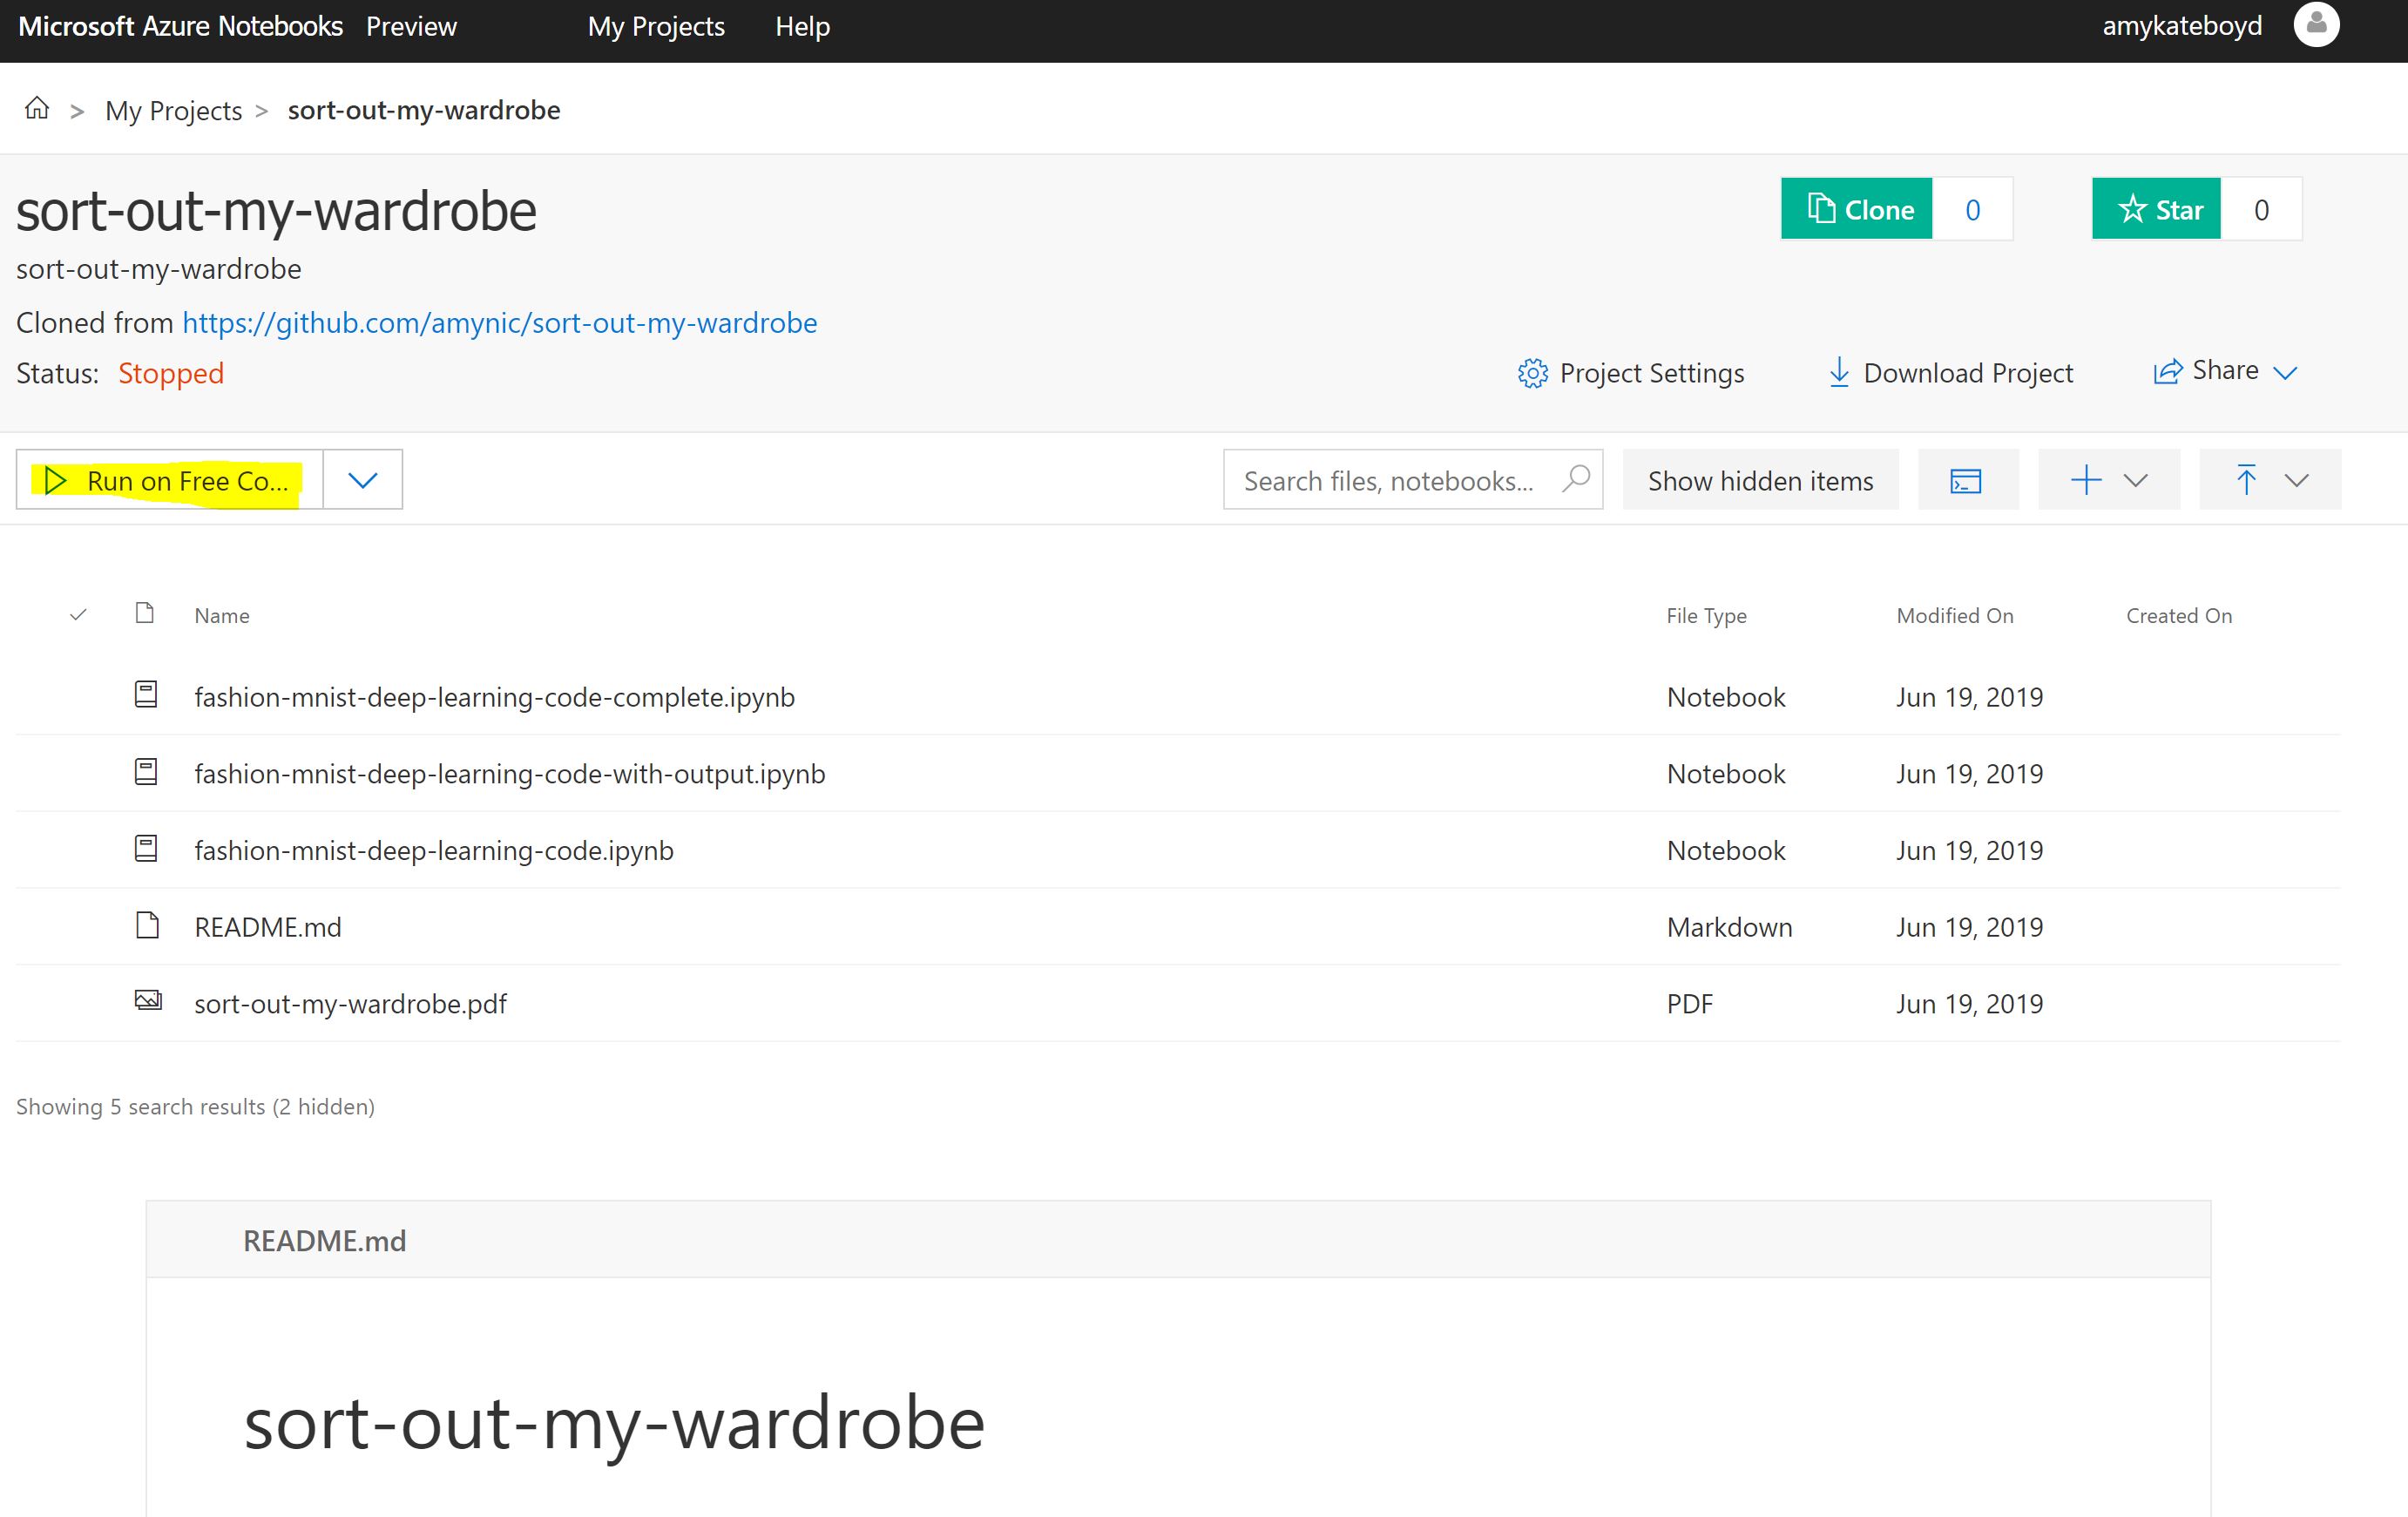 Microsoft Azure Notebooks Preview My Projects Help amykateboyd
> My Projects > sort-out-my-wardrobe
sort-out-my-wardrobe
Clone 0 Star 0
sort-out-my-wardrobe
Cloned from https://github.com/amynic/sort-out-my-wardrobe
Status: Stopped
Project Settings Download Project Share
Run on Free Co... Search files, notebooks... Show hidden items
Name File Type Modified On Created On
fashion-mnist-deep-learning-code-complete.ipynb Notebook Jun 19, 2019
fashion-mnist-deep-learning-code-with-output.ipynb Notebook Jun 19, 2019
fashion-mnist-deep-learning-code.ipynb Notebook Jun 19, 2019
README.md Markdown Jun 19, 2019
sort-out-my-wardrobe.pdf PDF Jun 19, 2019
Showing 5 search results (2 hidden)
README.md
sort-out-my-wardrobe